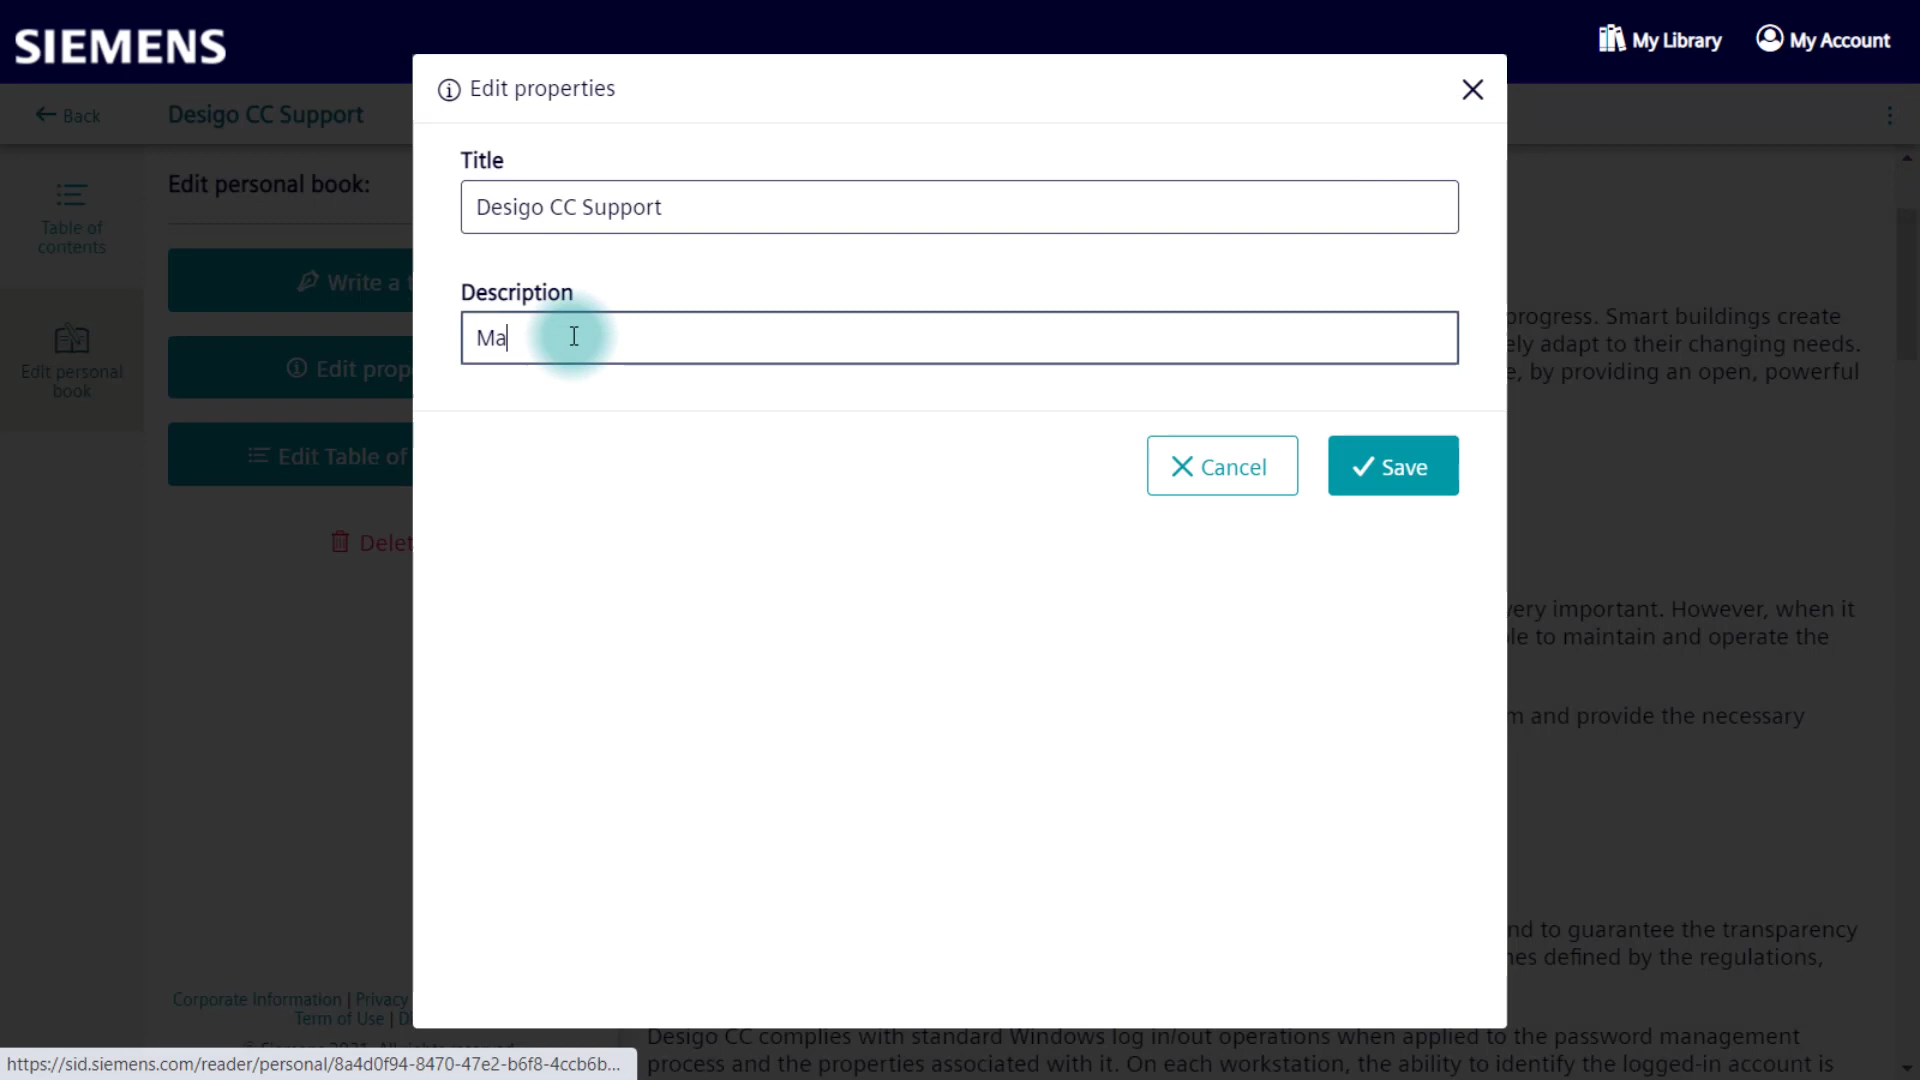 SIEMENS
My Library
My Account
Edit properties
Back
Desigo CC Support
Title
Edit personal book:
Desigo CC Support
Table of
contents
Description
Write a
Ma
progress. Smart buildings create
ely adapt to their changing needs.
Edit personal
book
Edit prop
e, by providing an open, powerful
Edit Table of
Cancel
Save
Delet
very important. However, when it
le to maintain and operate the
m and provide the necessary
nd to guarantee the transparency
nes defined by the regulations,
Corporate Information | Privacy
Term of Use |
Desigo CC complies with standard Windows log in/out operations when applied to the password management
https://sid.siemens.com/reader/personal/8a4d0f94-8470-47e2-b6f8-4ccb6b...
process and the properties associated with it. On each workstation, the ability to identify the logged-in account is